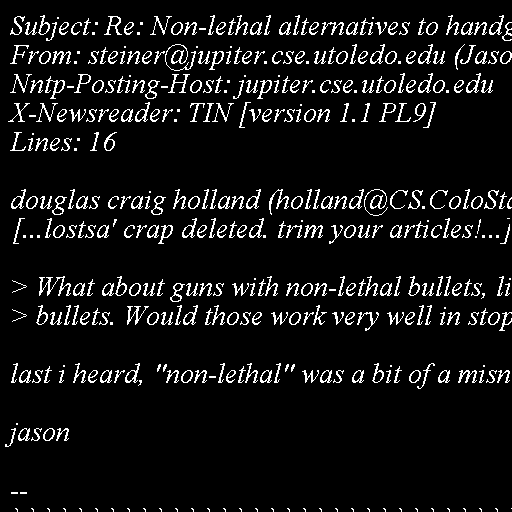 Subject: Re: Non-lethal alternatives to handg
From: steiner@jupiter.cse.utoledo.edu (Jaso
Nntp-Posting-Host: jupiter.cse.utoledo.edu
X-Newsreader: TIN [version 1.1 PL9]
Lines: 16
douglas craig holland (holland@CS.ColoSta
[...lostsa' crap deleted. trim your articles!...]
> What about guns with non-lethal bullets, li
> bullets. Would those work very well in stop
last i heard, "non-lethal" was a bit of a misn
jason
--